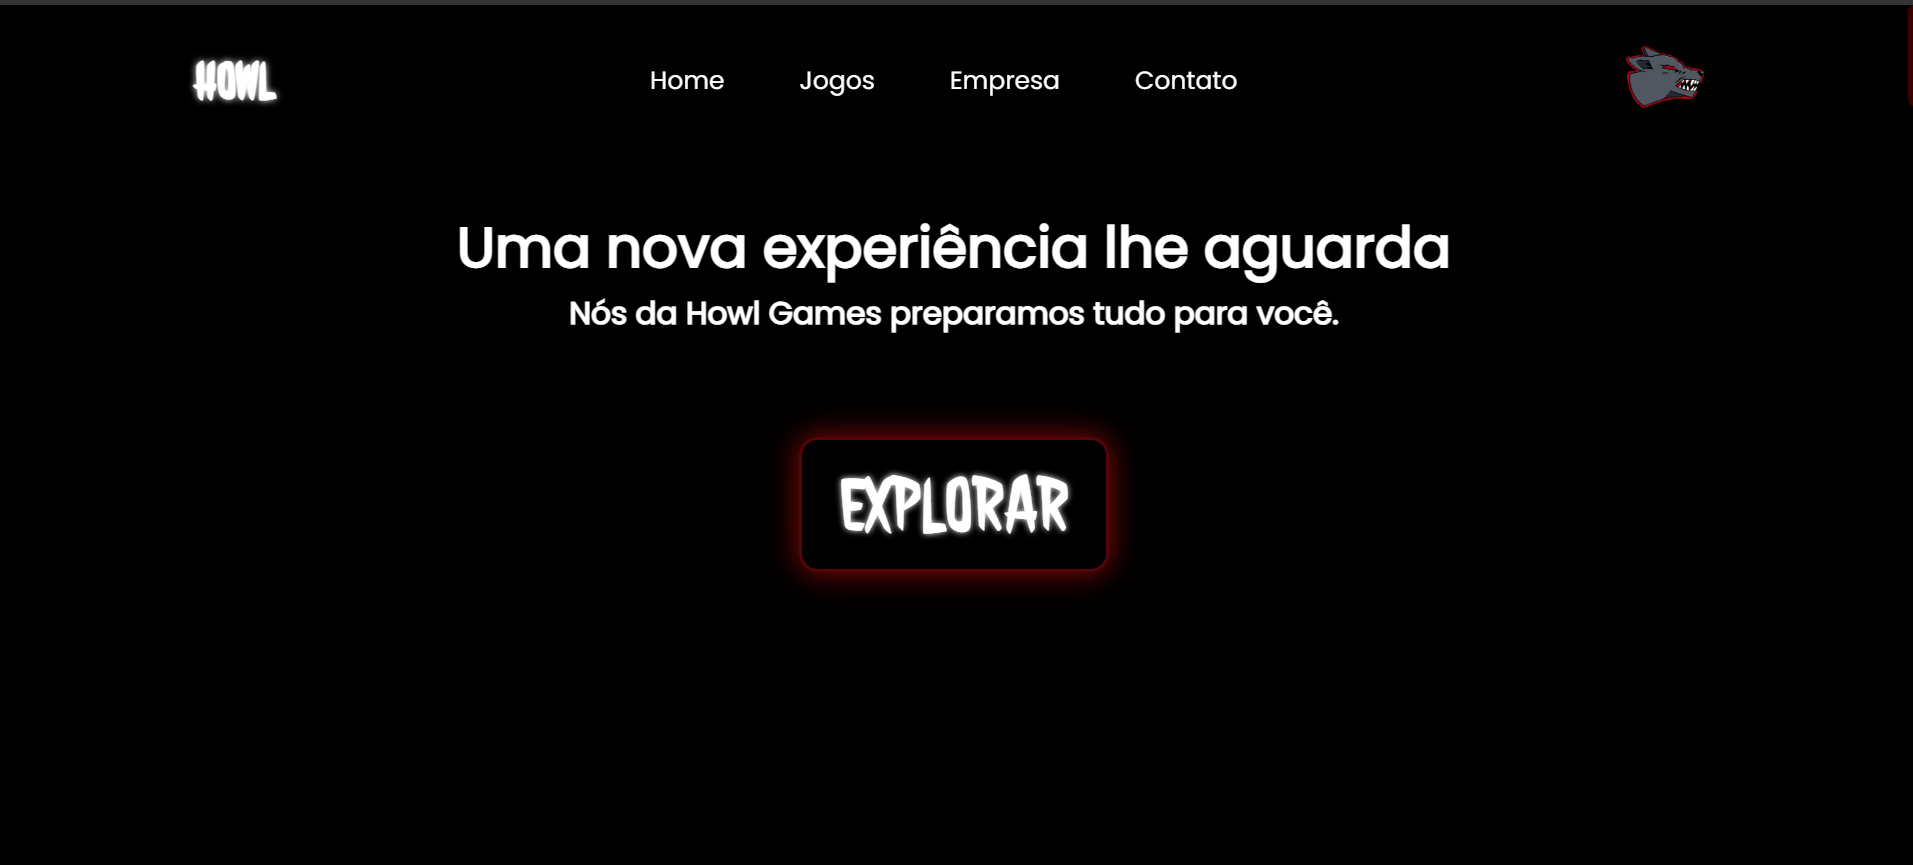 HOWL
Home Jogos Empresa Contato
Uma nova experiência lhe aguarda
Nós da Howl Games preparamos tudo para você.
EXPLORAR